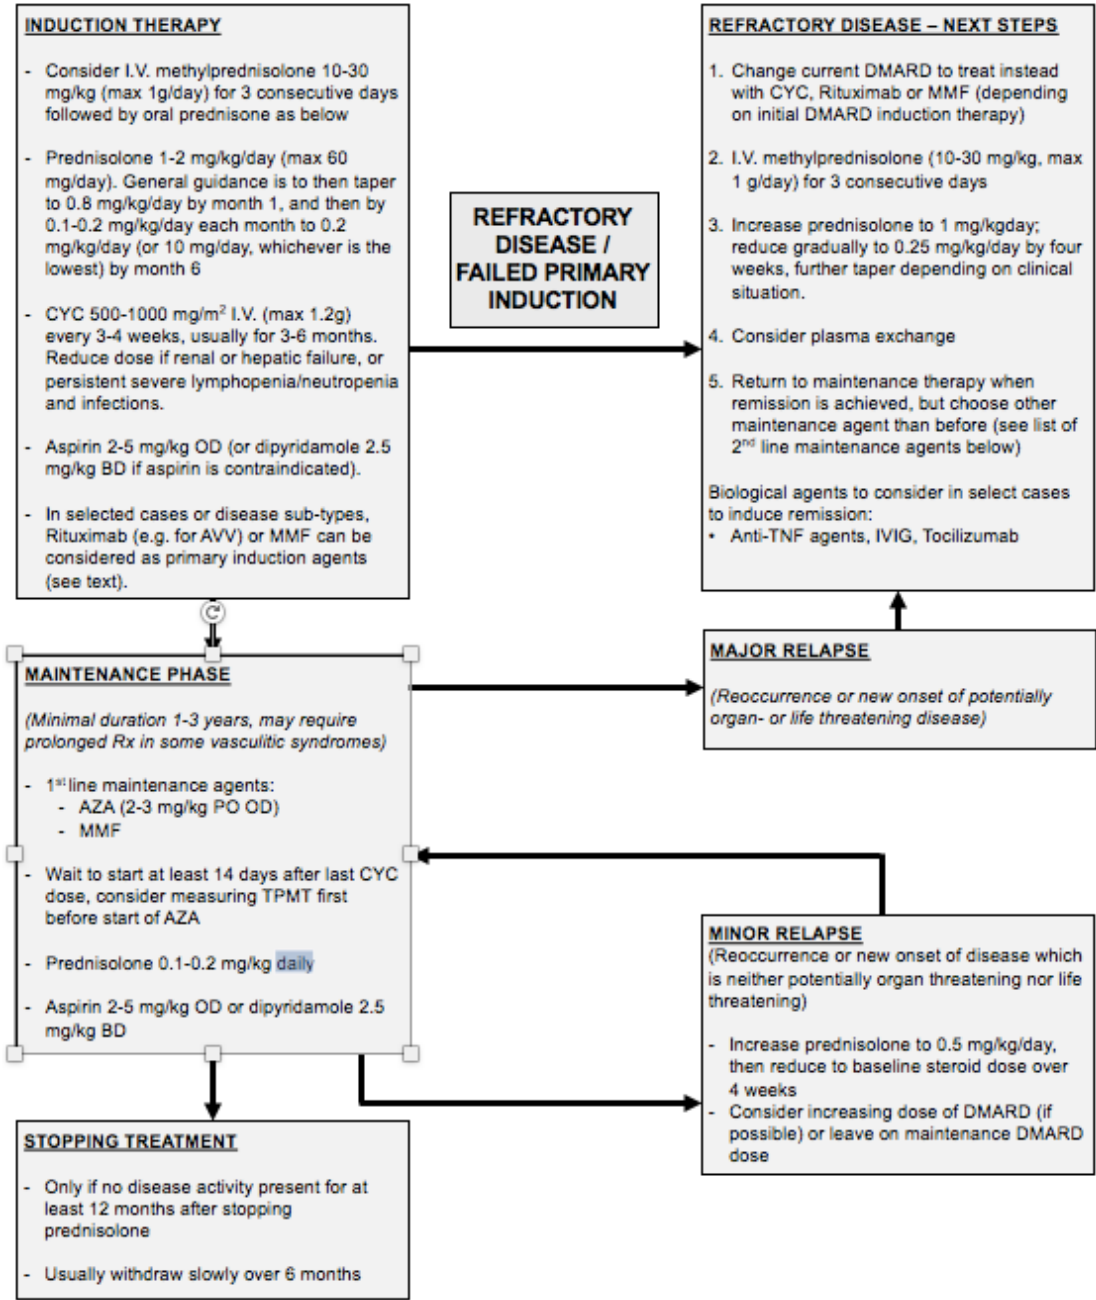 INDUCTION THERAPY
- Consider I.V. methylprednisolone 10-30
mg/kg (max 1g/day) for 3 consecutive days
followed by oral prednisone as below
- Prednisolone 1-2 mg/kg/day (max 60
mg/day). General guidance is to then taper
to 0.8 mg/kg/day by month 1, and then by
0.1-0.2 mg/kg/day each month to 0.2
mg/kg/day (or 10 mg/day, whichever is the
lowest) by month 6
- CYC 500-1000 mg/m² I.V. (max 1.2g)
every 3-4 weeks, usually for 3-6 months.
Reduce dose if renal or hepatic failure, or
persistent severe lymphopenia/neutropenia
and infections.
- Aspirin 2-5 mg/kg OD (or dipyridamole 2.5
mg/kg BD if aspirin is contraindicated).
- In selected cases or disease sub-types,
Rituximab (e.g. for AVV) or MMF can be
considered as primary induction agents
(see text).
REFRACTORY
DISEASE /
FAILED PRIMARY
INDUCTION
REFRACTORY DISEASE – NEXT STEPS
1. Change current DMARD to treat instead
with CYC, Rituximab or MMF (depending
on initial DMARD induction therapy)
2. I.V. methylprednisolone (10-30 mg/kg, max
1 g/day) for 3 consecutive days
3. Increase prednisolone to 1 mg/kgday;
reduce gradually to 0.25 mg/kg/day by four
weeks, further taper depending on clinical
situation.
4. Consider plasma exchange
5. Return to maintenance therapy when
remission is achieved, but choose other
maintenance agent than before (see list of
2nd line maintenance agents below)
Biological agents to consider in select cases
to induce remission:
• Anti-TNF agents, IVIG, Tocilizumab
MAINTENANCE PHASE
(Minimal duration 1-3 years, may require
prolonged Rx in some vasculitic syndromes)
- 1st line maintenance agents:
- AZA (2-3 mg/kg PO OD)
- MMF
- Wait to start at least 14 days after last CYC
dose, consider measuring TPMT first
before start of AZA
- Prednisolone 0.1-0.2 mg/kg daily
- Aspirin 2-5 mg/kg OD or dipyridamole 2.5
mg/kg BD
MAJOR RELAPSE
(Reoccurrence or new onset of potentially
organ- or life threatening disease)
MINOR RELAPSE
(Reoccurrence or new onset of disease which
is neither potentially organ threatening nor life
threatening)
- Increase prednisolone to 0.5 mg/kg/day,
then reduce to baseline steroid dose over
4 weeks
- Consider increasing dose of DMARD (if
possible) or leave on maintenance DMARD
dose
STOPPING TREATMENT
- Only if no disease activity present for at
least 12 months after stopping
prednisolone
- Usually withdraw slowly over 6 months